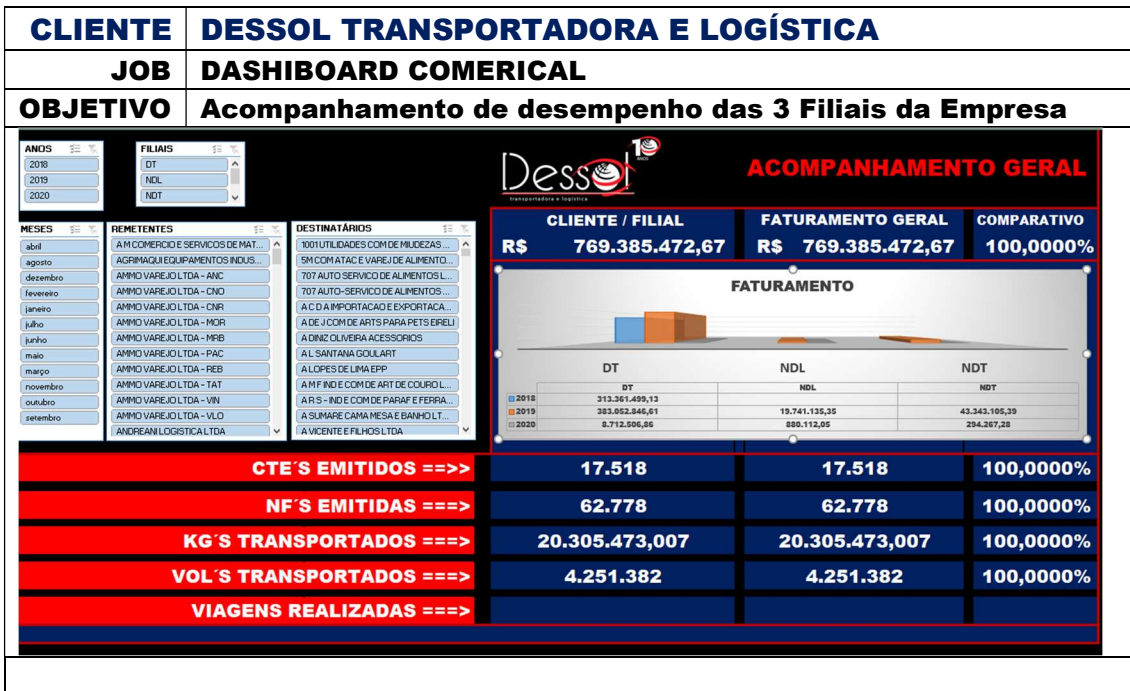 CLIENTE DESSOL TRANSPORTADORA E LOGÍSTICA
JOB DASHIBOARD COMERICAL
OBJETIVO Acompanhamento de desempenho das 3 Filiais da Empresa
ANOS
2018
2019
2020
FILIAIS
DT
NDL
NDT
Dessol
10 ANOS
transportadora e logística
ACOMPANHAMENTO GERAL
MESES
abril
agosto
dezembro
fevereiro
janeiro
julho
junho
maio
março
novembro
outubro
setembro
REMETENTES
A M COMERCIO E SERVICOS DE MAT...
AGRIMAQUI EQUIPAMENTOS INDUS...
AMMO VAREJO LTDA - ANC
AMMO VAREJO LTDA - CNO
AMMO VAREJO LTDA - CNR
AMMO VAREJO LTDA - MOR
AMMO VAREJO LTDA - MRB
AMMO VAREJO LTDA - PAC
AMMO VAREJO LTDA - REB
AMMO VAREJO LTDA - TAT
AMMO VAREJO LTDA - VIN
AMMO VAREJO LTDA - VLO
ANDREANI LOGISTICA LTDA
DESTINATÁRIOS
1001 UTILIDADES COM DE MIUDEZAS ...
5M COM ATAC E VAREJ DE ALIMENTO...
707 AUTO SERVICO DE ALIMENTOS L...
707 AUTO-SERVICO DE ALIMENTOS ...
A C D A IMPORTACAO E EXPORTACA...
A DE J COM DE ARTS PARA PETS EIRELI
A DINIZ OLIVEIRA ACESSORIOS
A L SANTANA GOULART
A LOPES DE LIMA EPP
A M F IND E COM DE ART DE COURO L...
A R S - IND E COM DE PARAF E FERRA...
A SUMARE CAMA MESA E BANHO LT...
A VICENTE E FILHOS LTDA
CLIENTE / FILIAL FATURAMENTO GERAL COMPARATIVO
R$ 769.385.472,67 R$ 769.385.472,67 100,0000%
FATURAMENTO
DT NDL NDT
DT NDL NDT
2018 313.361.499,13
2019 383.052.846,61 19.741.135,35 43.343.105,39
2020 8.712.506,86 880.112,05 294.267,28
CTE´S EMITIDOS ==>> 17.518 17.518 100,0000%
NF´S EMITIDAS ===> 62.778 62.778 100,0000%
KG´S TRANSPORTADOS ===> 20.305.473,007 20.305.473,007 100,0000%
VOL´S TRANSPORTADOS ===> 4.251.382 4.251.382 100,0000%
VIAGENS REALIZADAS ===>